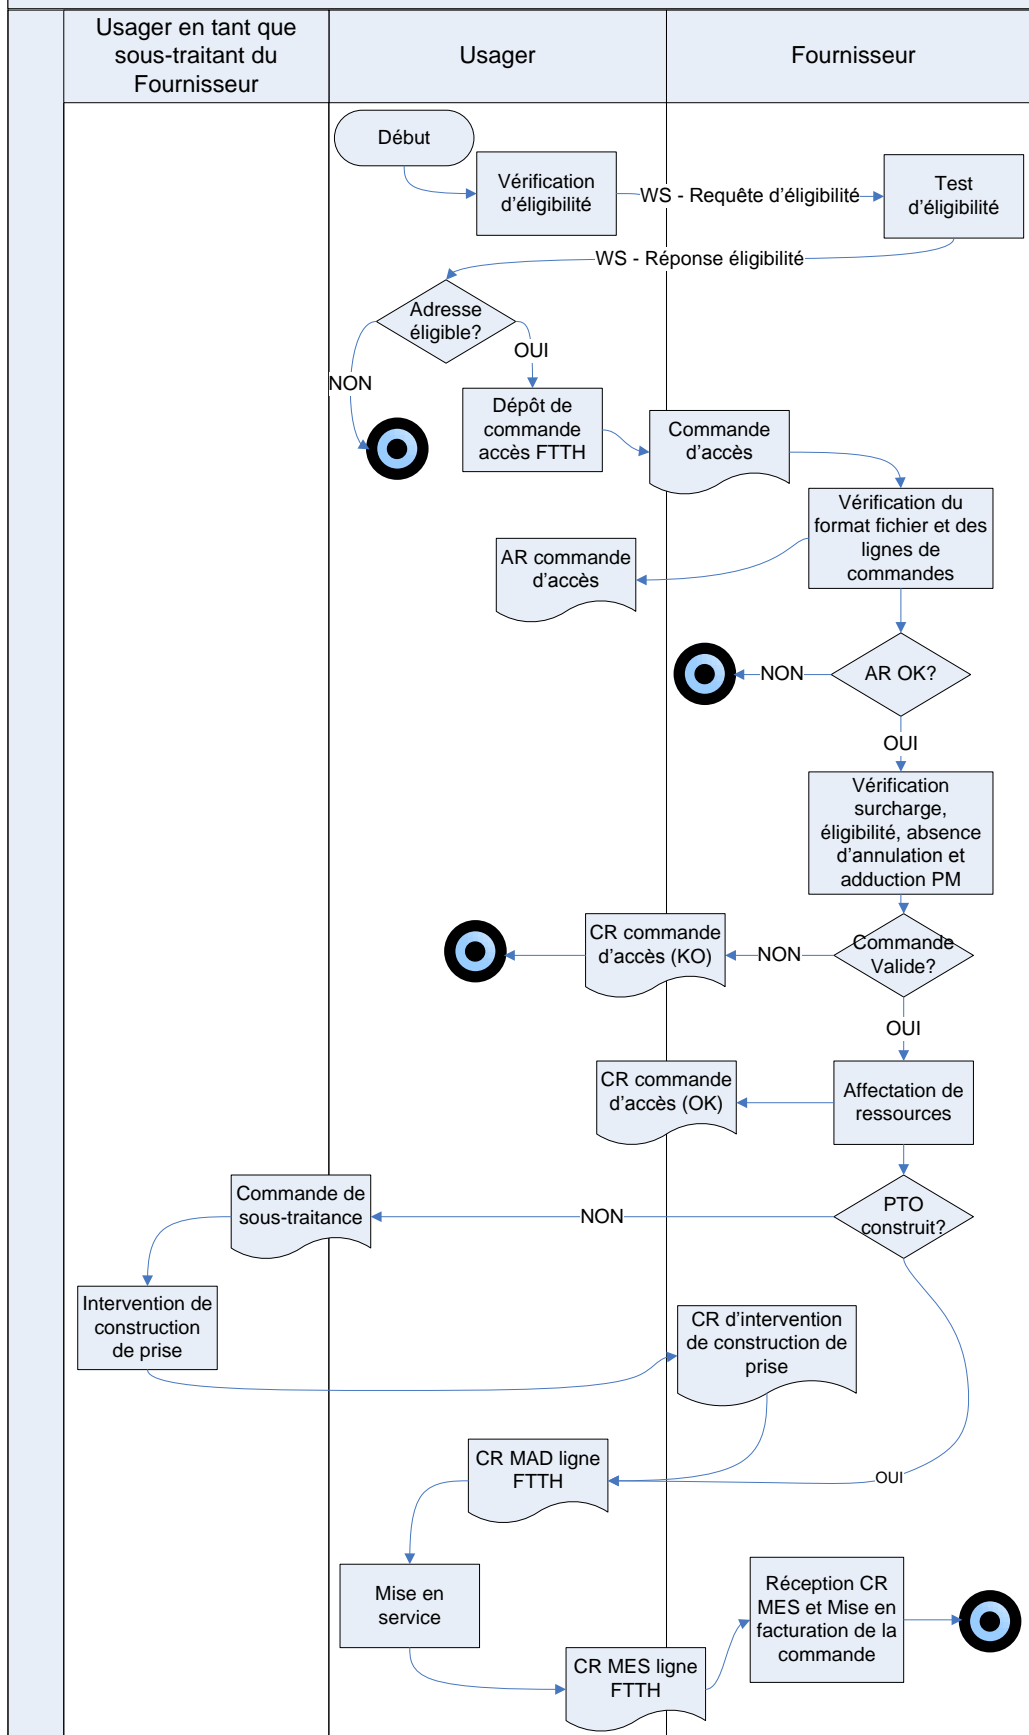 Usager en tant que
sous-traitant du
Fournisseur
Usager
Fournisseur
Début
Vérification
d'éligibilité
WS - Requête d'éligibilité
Test
d'éligibilité
WS - Réponse éligibilité
Adresse
éligible?
OUI
NON
Dépôt de
commande
accès FTTH
Commande
d'accès
Vérification du
format fichier et des
lignes de
commandes
AR commande
d'accès
AR OK?
NON
OUI
Vérification
surcharge,
éligibilité, absence
d'annulation et
adduction PM
Commande
Valide?
NON
CR commande
d'accès (KO)
OUI
Affectation de
ressources
CR commande
d'accès (OK)
PTO
construit?
NON
Commande de
sous-traitance
Intervention de
construction
de prise
CR d'intervention
de construction de
prise
CR MAD ligne
FTTH
OUI
Mise en
service
Réception CR
MES et Mise en
facturation de la
commande
CR MES ligne
FTTH